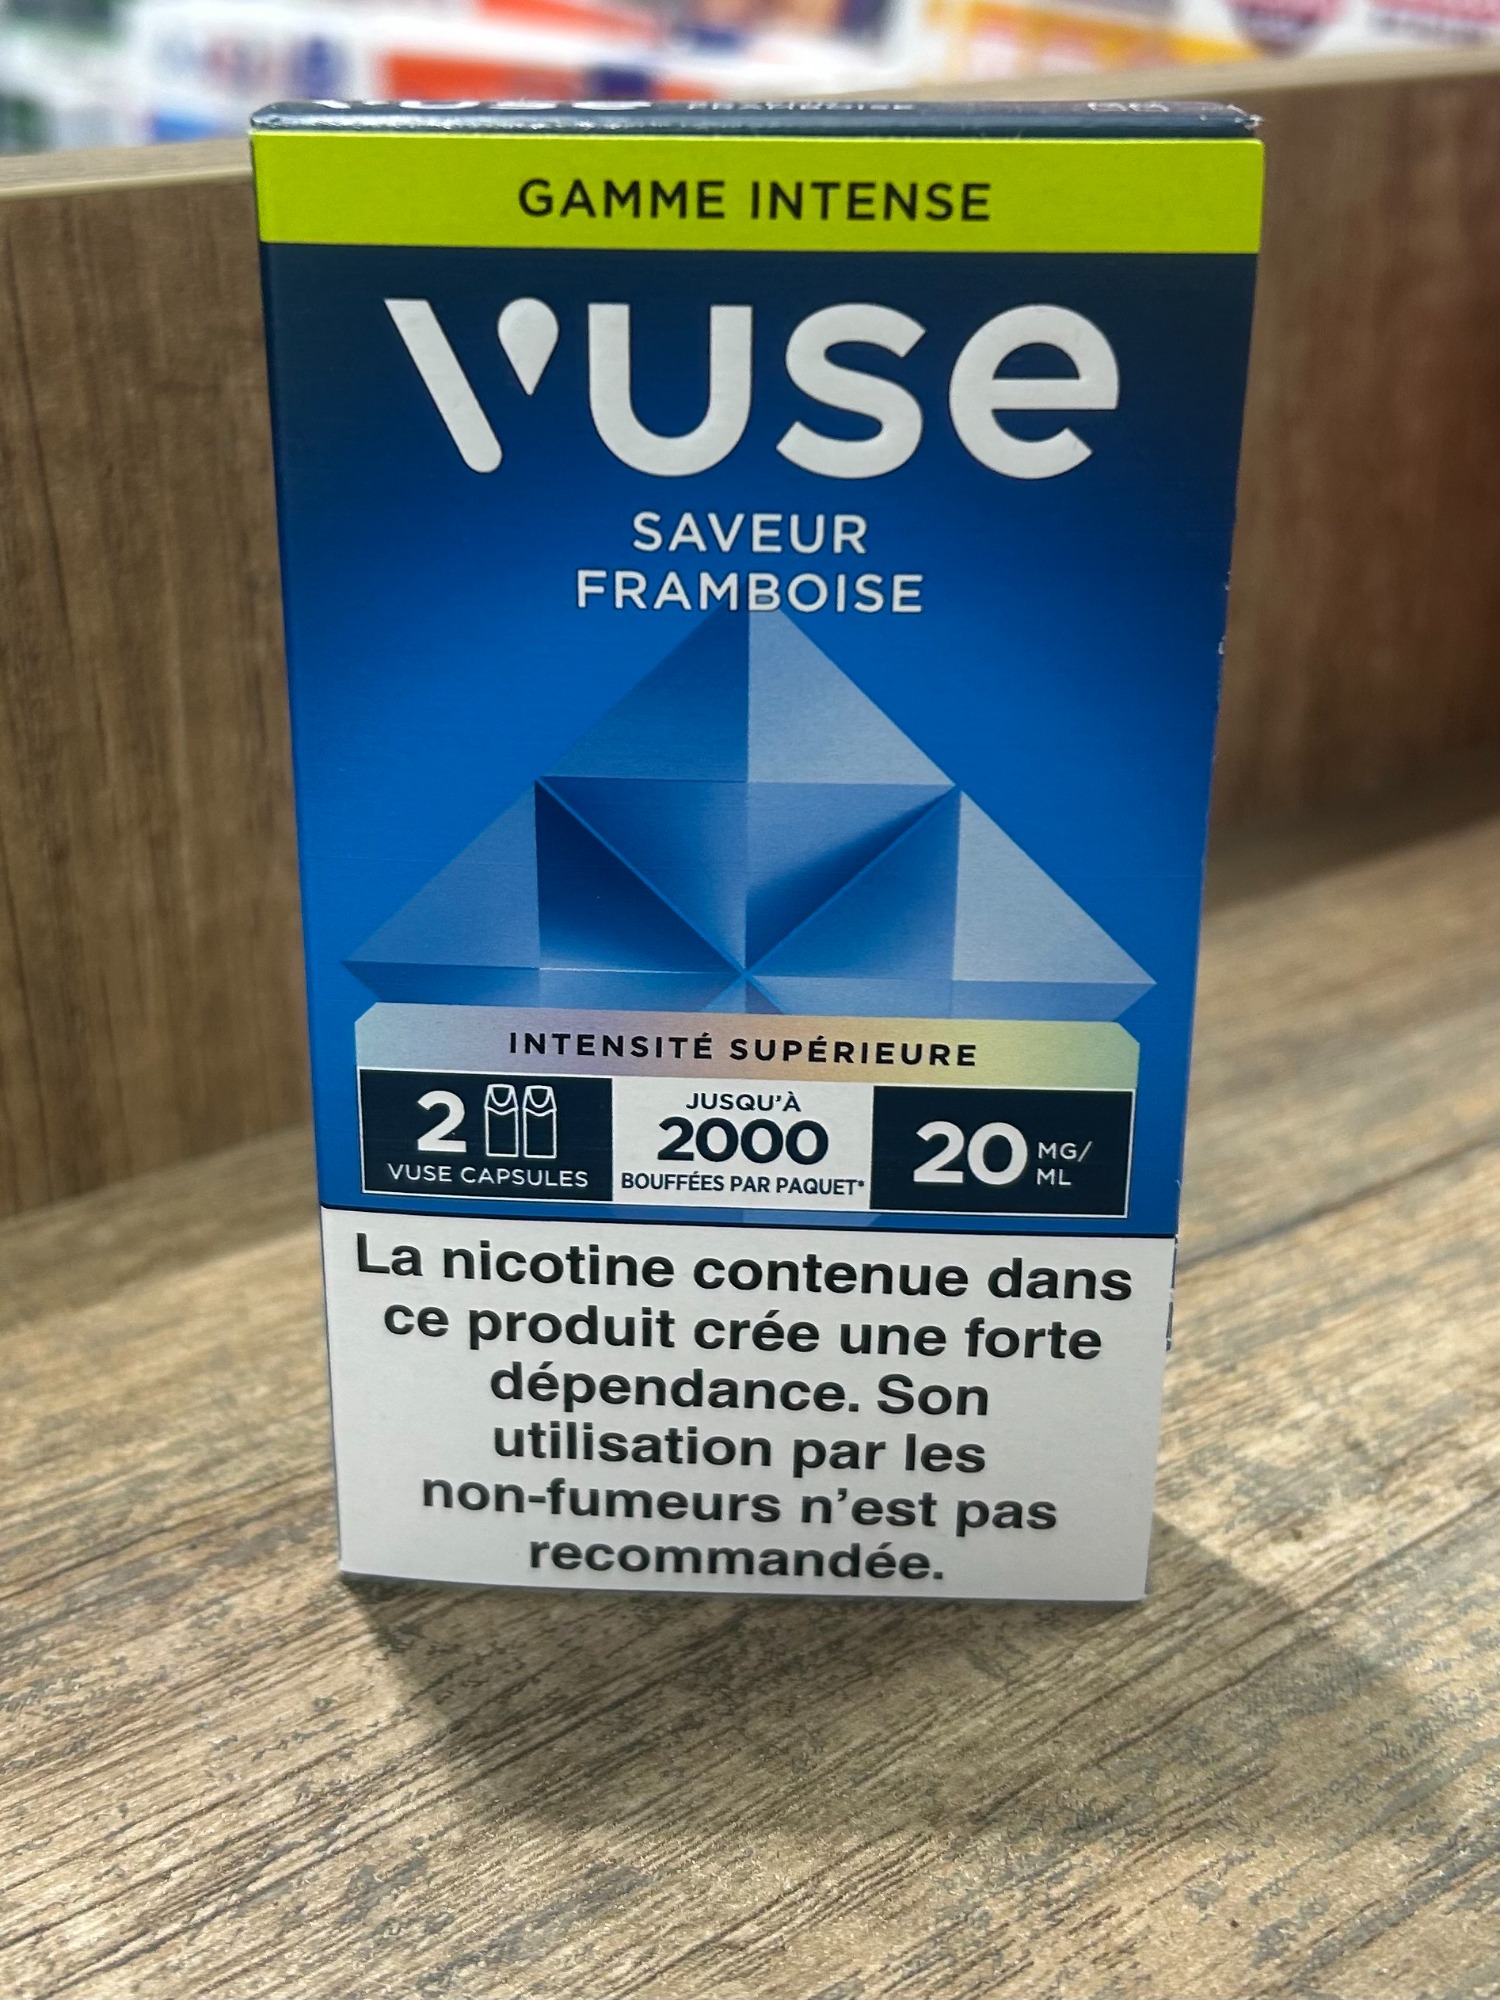 GAMME INTENSE
vuse
SAVEUR
FRAMBOISE
INTENSITÉ SUPÉRIEURE
2
VUSE CAPSULES
JUSQU'À
2000
BOUFFÉES PAR PAQUET*
20 MG/
ML
La nicotine contenue dans
ce produit crée une forte
dépendance. Son
utilisation par les
non-fumeurs n'est pas
recommandée.